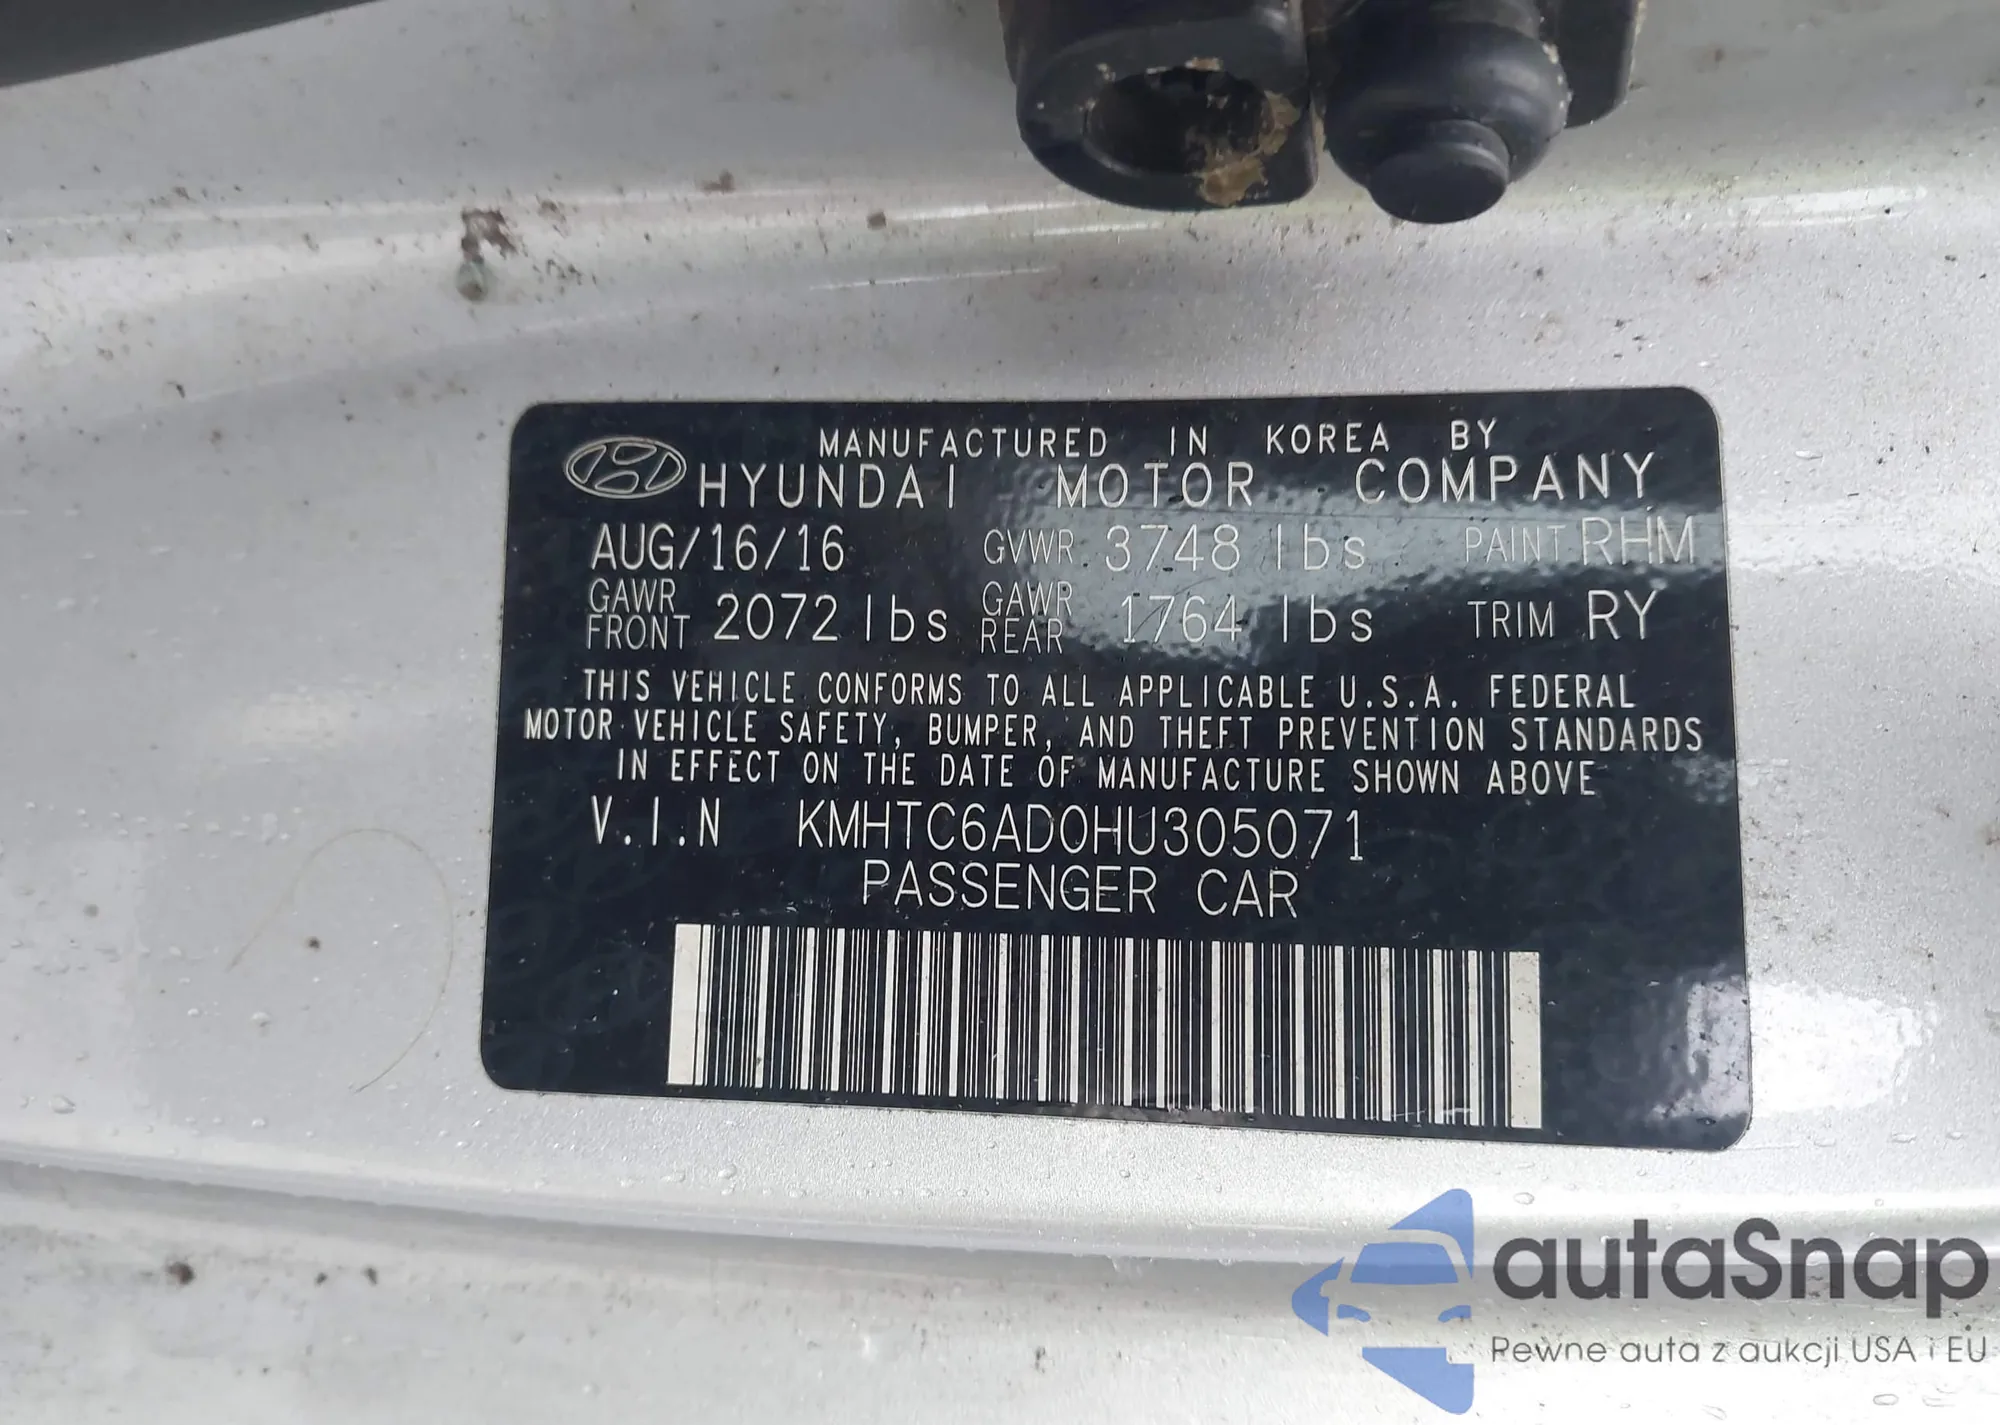 MANUFACTURED IN KOREA BY
HYUNDAI MOTOR COMPANY
AUG/16/16 GVWR 3748 lbs PAINT RHM
GAWR FRONT 2072 lbs GAWR REAR 1764 lbs TRIM RY
THIS VEHICLE CONFORMS TO ALL APPLICABLE U.S.A. FEDERAL
MOTOR VEHICLE SAFETY, BUMPER, AND THEFT PREVENTION STANDARDS
IN EFFECT ON THE DATE OF MANUFACTURE SHOWN ABOVE
V.I.N KMHTC6AD0HU305071
PASSENGER CAR
autaSnap
Pewne auta z aukcji USA i EU